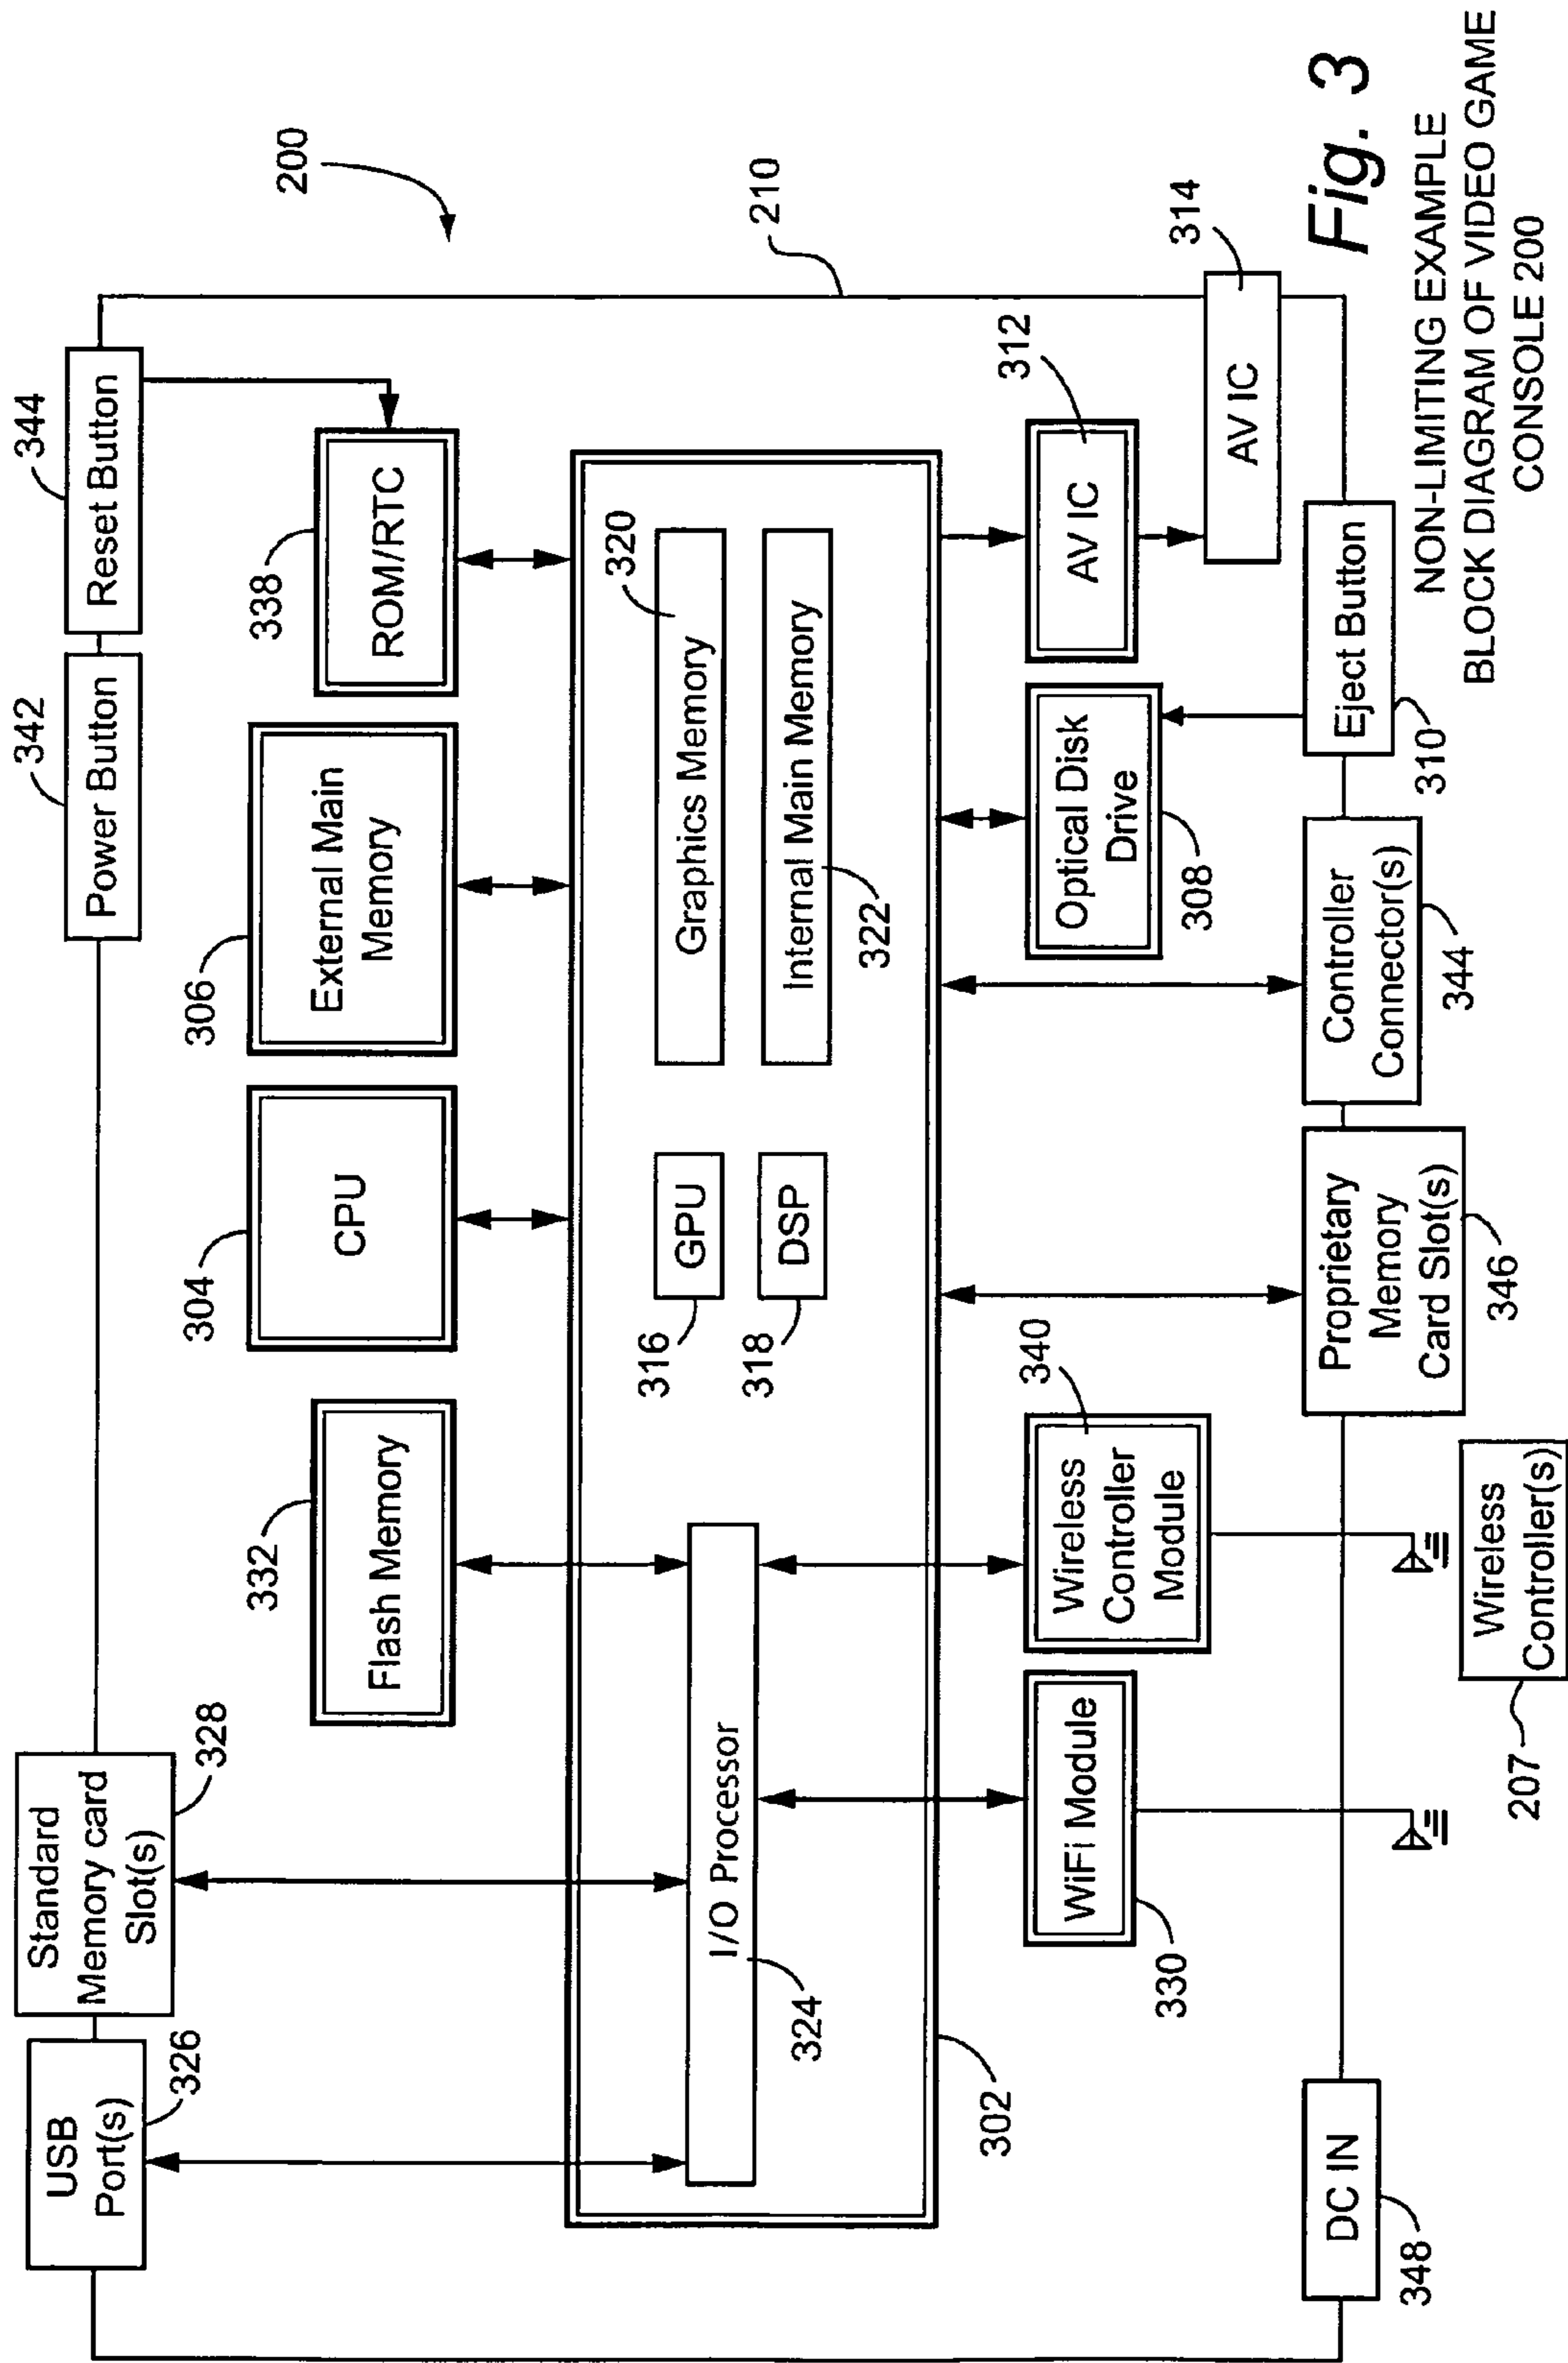 USB
Port(s)
326
Standard
Memory card
Slot(s)
328
342
Power Button
344
Reset Button
200
332
Flash Memory
304
CPU
306
External Main
Memory
338
ROM/RTC
210
I/O Processor
324
316
GPU
318
DSP
320
Graphics Memory
Internal Main Memory
322
302
330
WiFi Module
340
Wireless
Controller
Module
Optical Disk
Drive
308
312
AV IC
314
AV IC
348
DC IN
207
Wireless
Controller(s)
Proprietary
Memory
Card Slot(s)
346
Controller
Connector(s)
344
Eject Button
310
Fig. 3
NON-LIMITING EXAMPLE
BLOCK DIAGRAM OF VIDEO GAME
CONSOLE 200